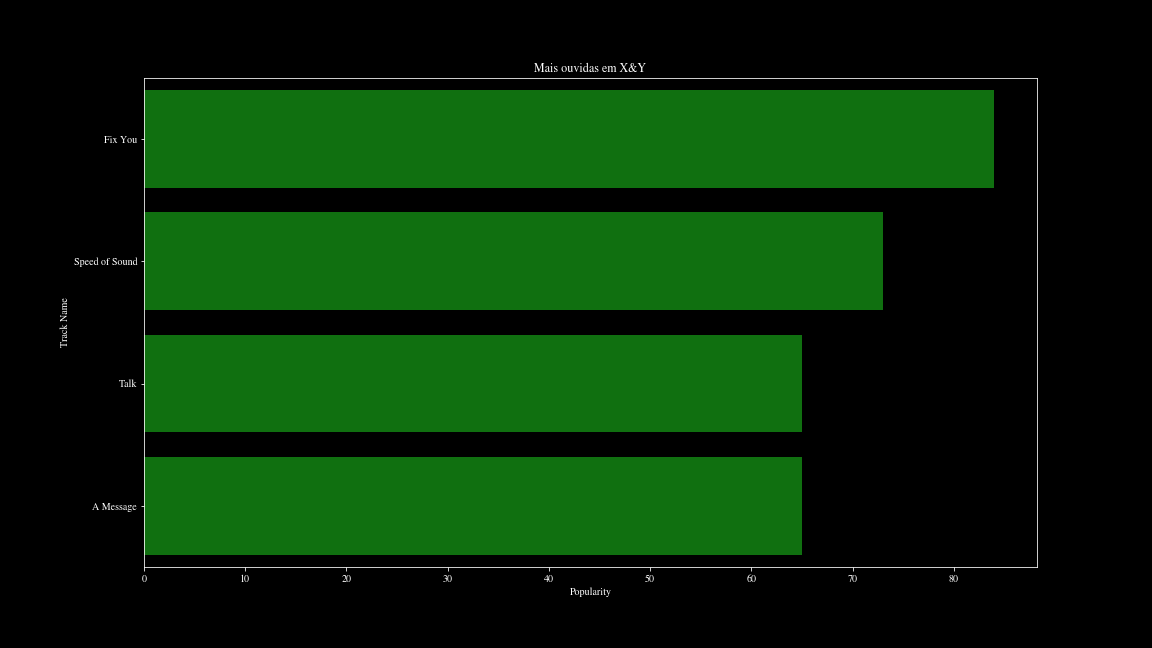 Mais ouvidas em X&Y
Track Name
Fix You
Speed of Sound
Talk
A Message
0 10 20 30 40 50 60 70 80
Popularity